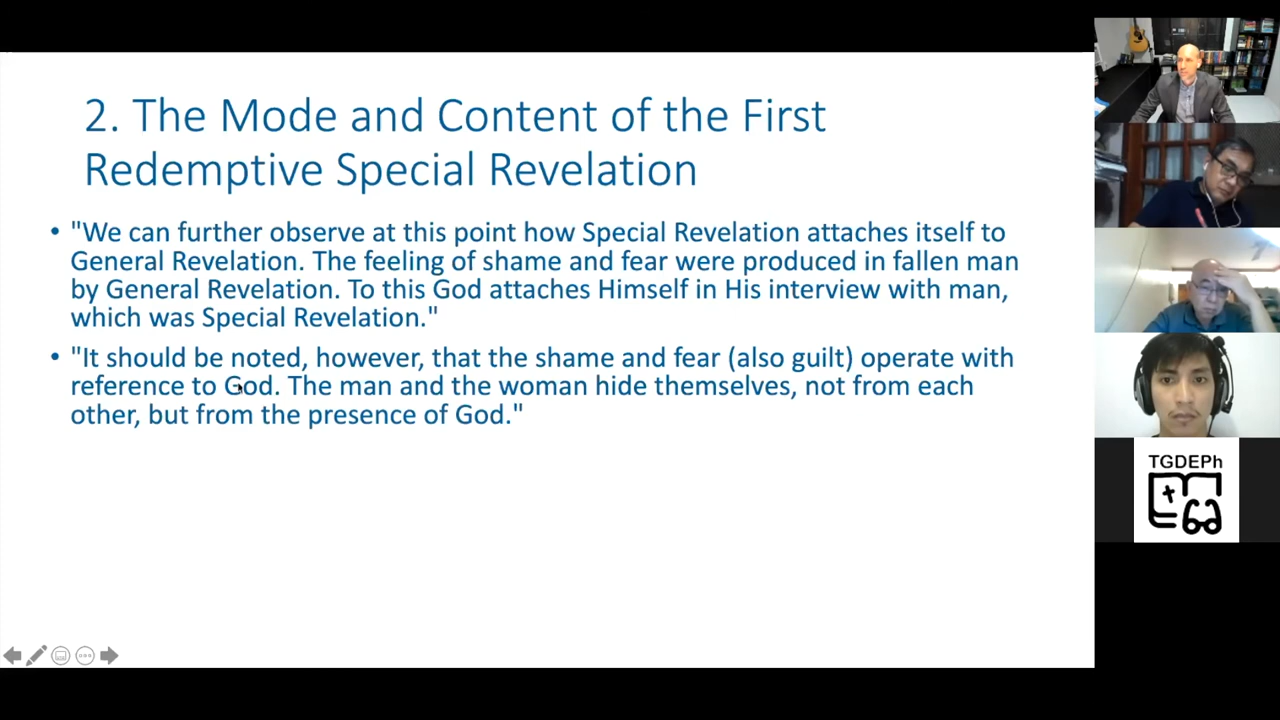 2. The Mode and Content of the First
Redemptive Special Revelation
• "We can further observe at this point how Special Revelation attaches itself to
General Revelation. The feeling of shame and fear were produced in fallen man
by General Revelation. To this God attaches Himself in His interview with man,
which was Special Revelation."
• "It should be noted, however, that the shame and fear (also guilt) operate with
reference to God. The man and the woman hide themselves, not from each
other, but from the presence of God."
TGDEPh